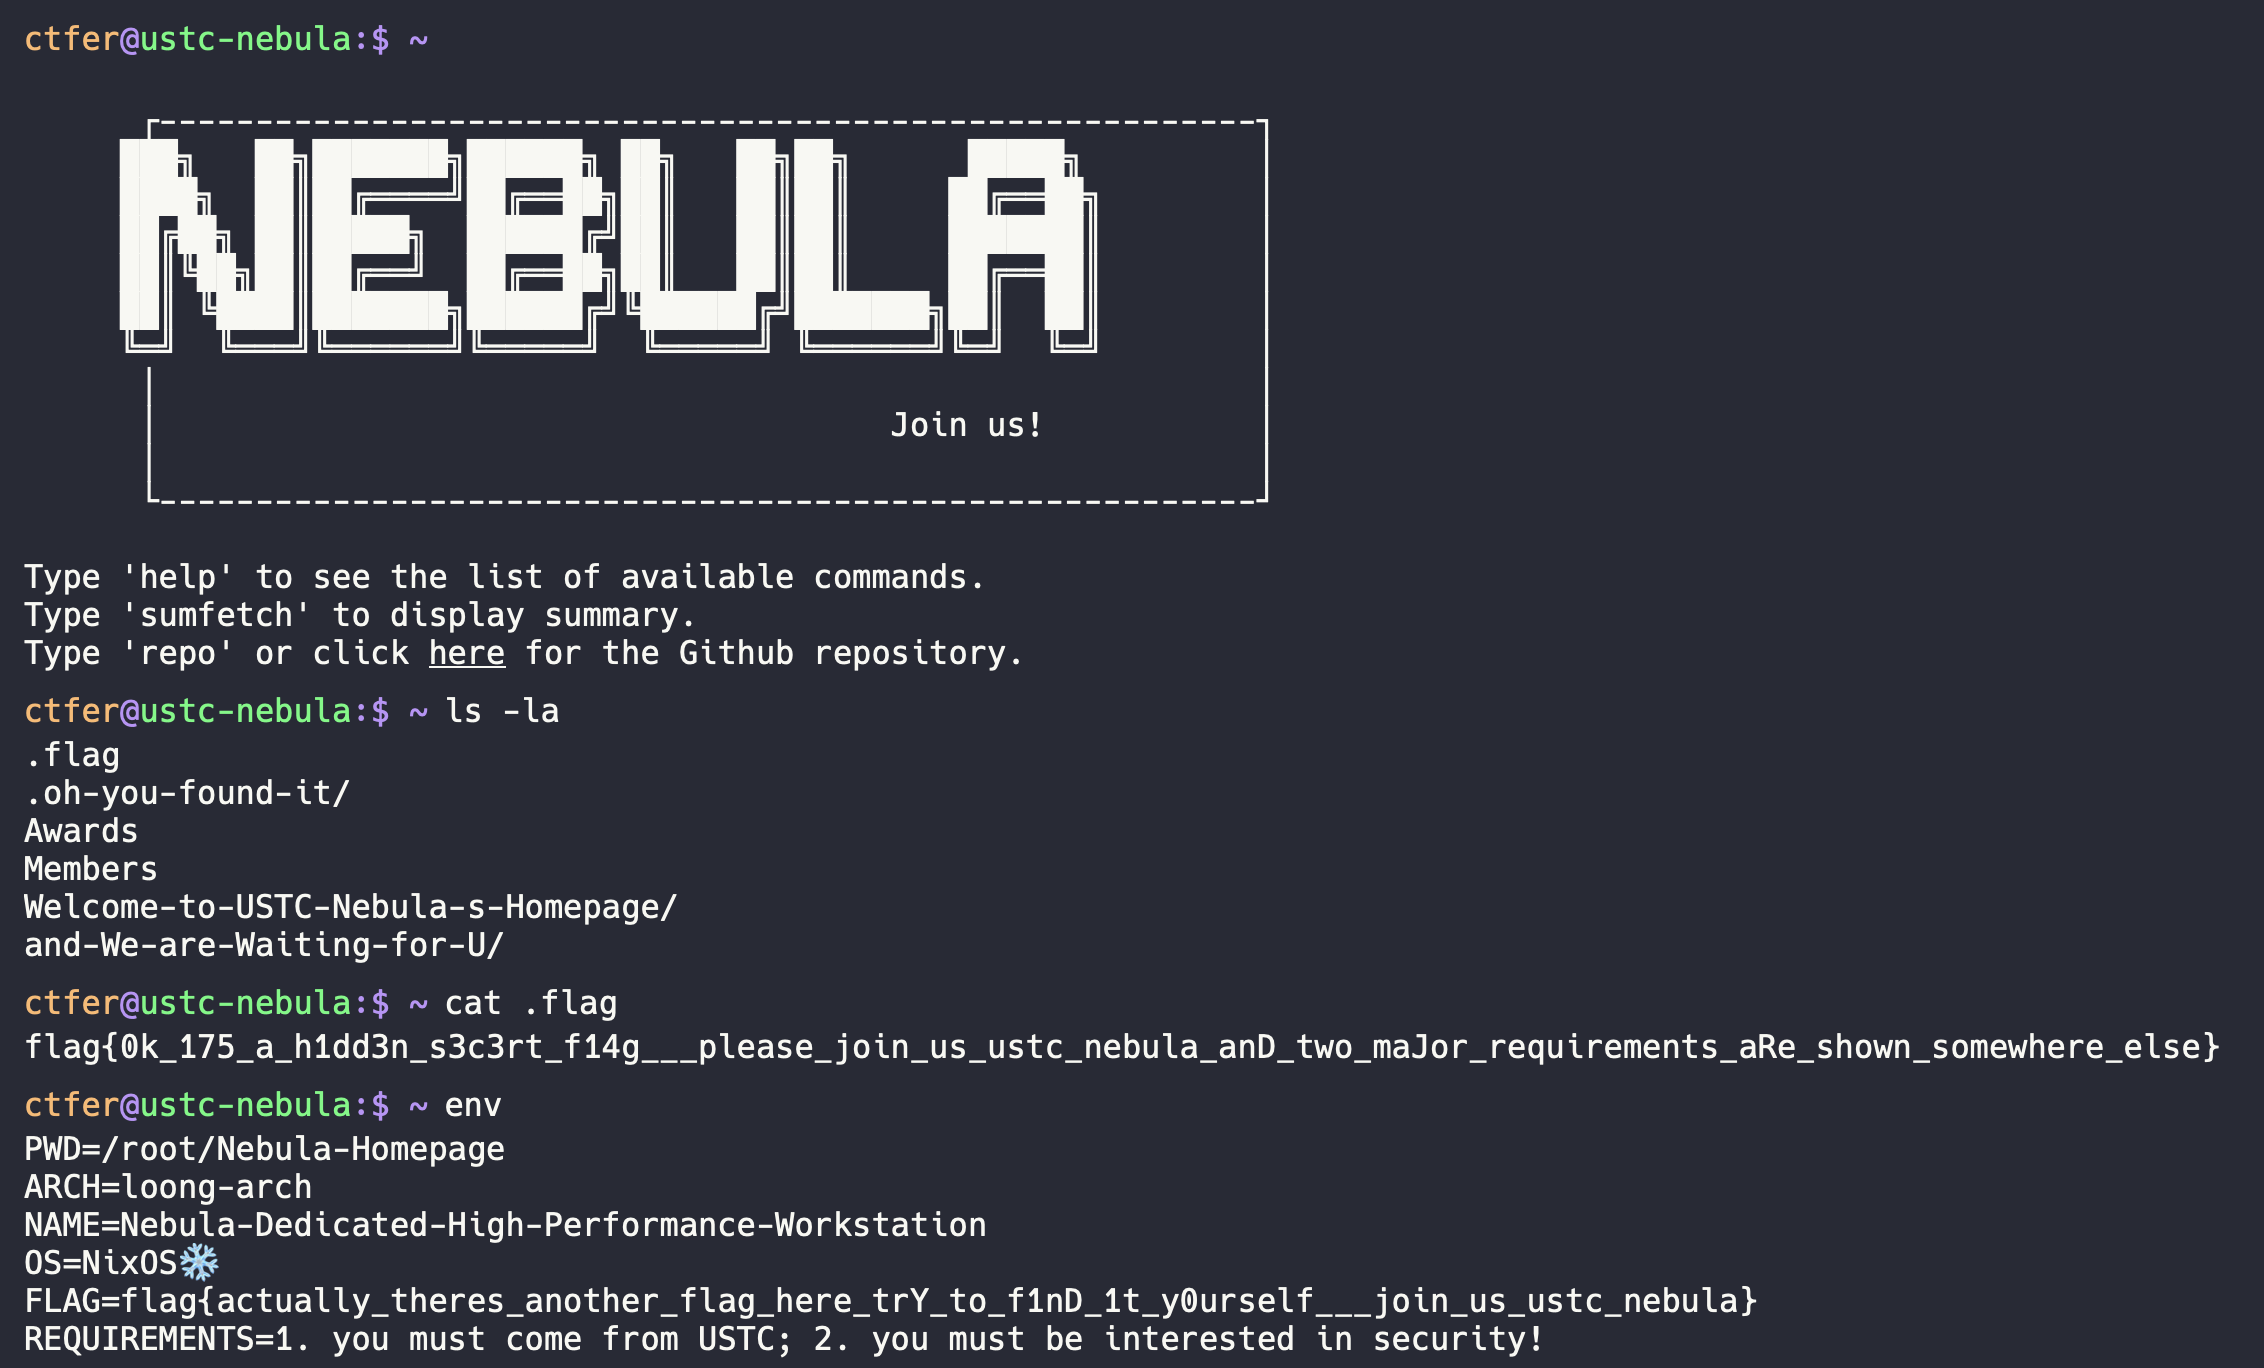 ctfer@ustc-nebula:$ ~
NEBULA
Join us!
Type 'help' to see the list of available commands.
Type 'sumfetch' to display summary.
Type 'repo' or click here for the Github repository.
ctfer@ustc-nebula:$ ~ ls -la
.flag
.oh-you-found-it/
Awards
Members
Welcome-to-USTC-Nebula-s-Homepage/
and-We-are-Waiting-for-U/
ctfer@ustc-nebula:$ ~ cat .flag
flag{0k_175_a_h1dd3n_s3c3rt_f14g___please_join_us_ustc_nebula_anD_two_maJor_requirements_aRe_shown_somewhere_else}
ctfer@ustc-nebula:$ ~ env
PWD=/root/Nebula-Homepage
ARCH=loong-arch
NAME=Nebula-Dedicated-High-Performance-Workstation
OS=NixOS❄️
FLAG=flag{actually_theres_another_flag_here_trY_to_f1nD_1t_y0urself___join_us_ustc_nebula}
REQUIREMENTS=1. you must come from USTC; 2. you must be interested in security!